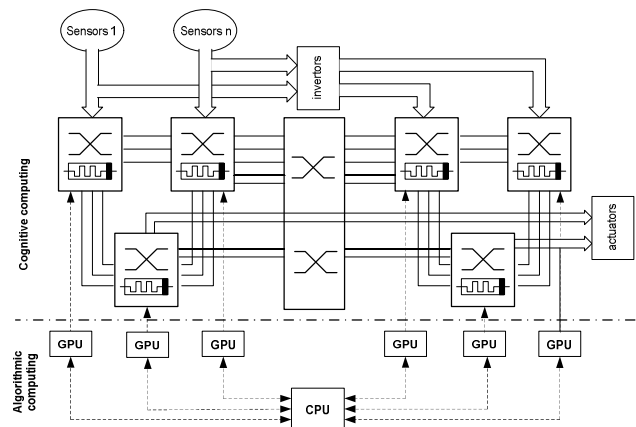 Sensors 1
Sensors n
invertors
Cognitive computing
actuators
Algorithmic
computing
GPU
GPU
GPU
GPU
GPU
GPU
CPU